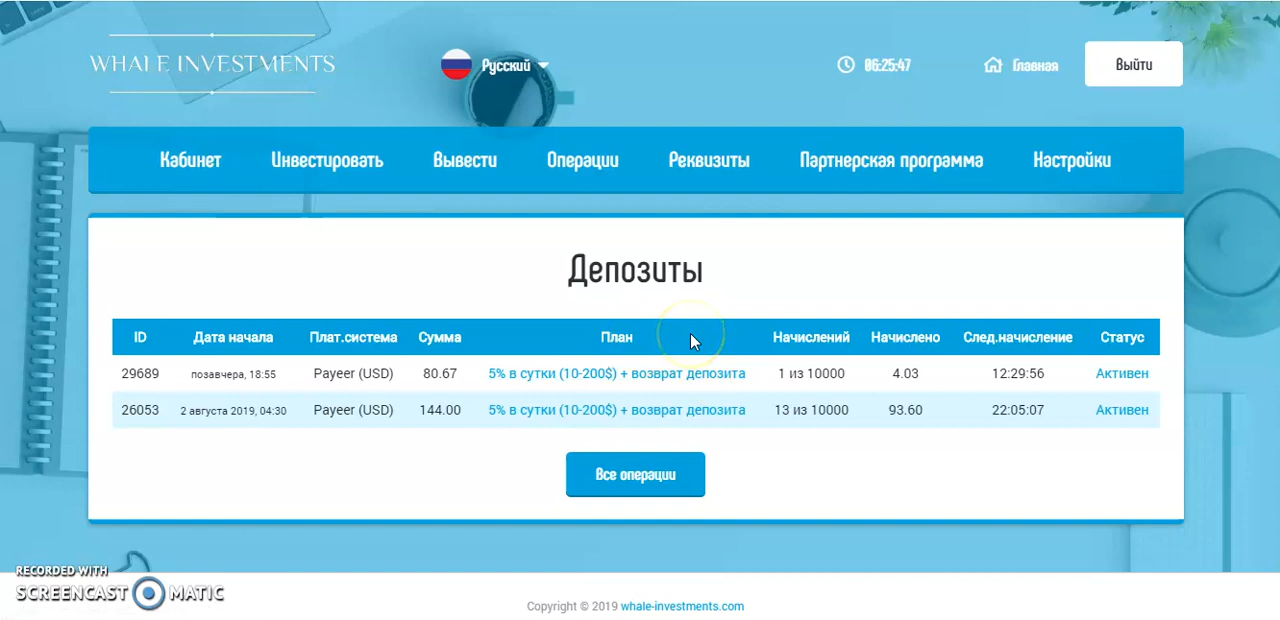 WHALE INVESTMENTS
Русский
06:25:47
Главная
Выйти
Кабинет Инвестировать Вывести Операции Реквизиты Партнерская программа Настройки
Депозиты
ID Дата начала Плат.система Сумма План Начислений Начислено След.начисление Статус
29689 позавчера, 18:55 Payeer (USD) 80.67 5% в сутки (10-200$) + возврат депозита 1 из 10000 4.03 12:29:56 Активен
26053 2 августа 2019, 04:30 Payeer (USD) 144.00 5% в сутки (10-200$) + возврат депозита 13 из 10000 93.60 22:05:07 Активен
Все операции
RECORDED WITH
SCREENCAST MATIC
Copyright © 2019 whale-investments.com